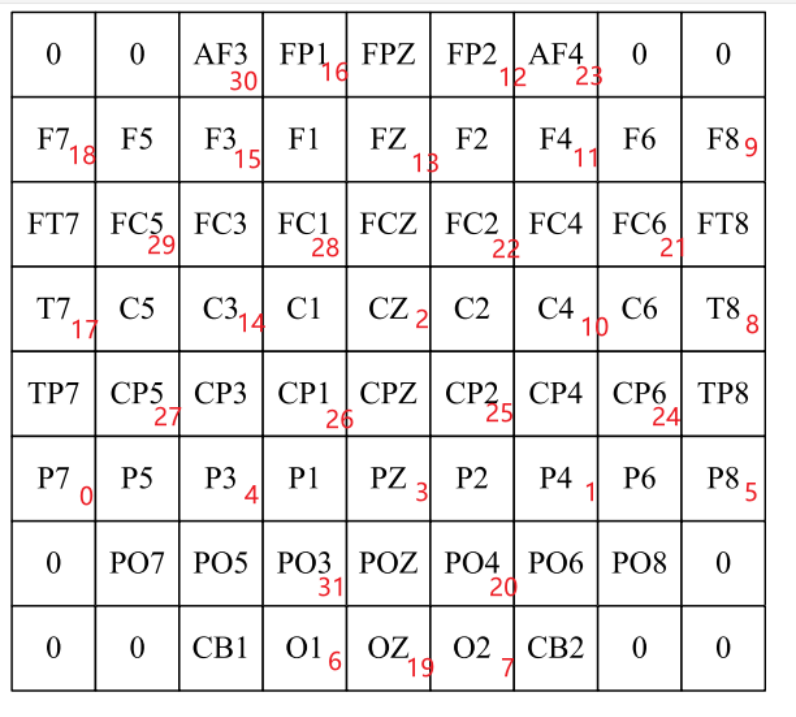 0 0 AF3 30 FP1 16 FPZ FP2 12 AF4 23 0 0
F7 18 F5 F3 15 F1 FZ 13 F2 F4 11 F6 F8 9
FT7 FC5 29 FC3 FC1 28 FCZ FC2 22 FC4 FC6 21 FT8
T7 17 C5 C3 14 C1 CZ 2 C2 C4 10 C6 T8 8
TP7 CP5 27 CP3 CP1 26 CPZ CP2 25 CP4 CP6 24 TP8
P7 0 P5 P3 4 P1 PZ 3 P2 P4 1 P6 P8 5
0 PO7 PO5 PO3 31 POZ PO4 20 PO6 PO8 0
0 0 CB1 O1 6 OZ 19 O2 7 CB2 0 0